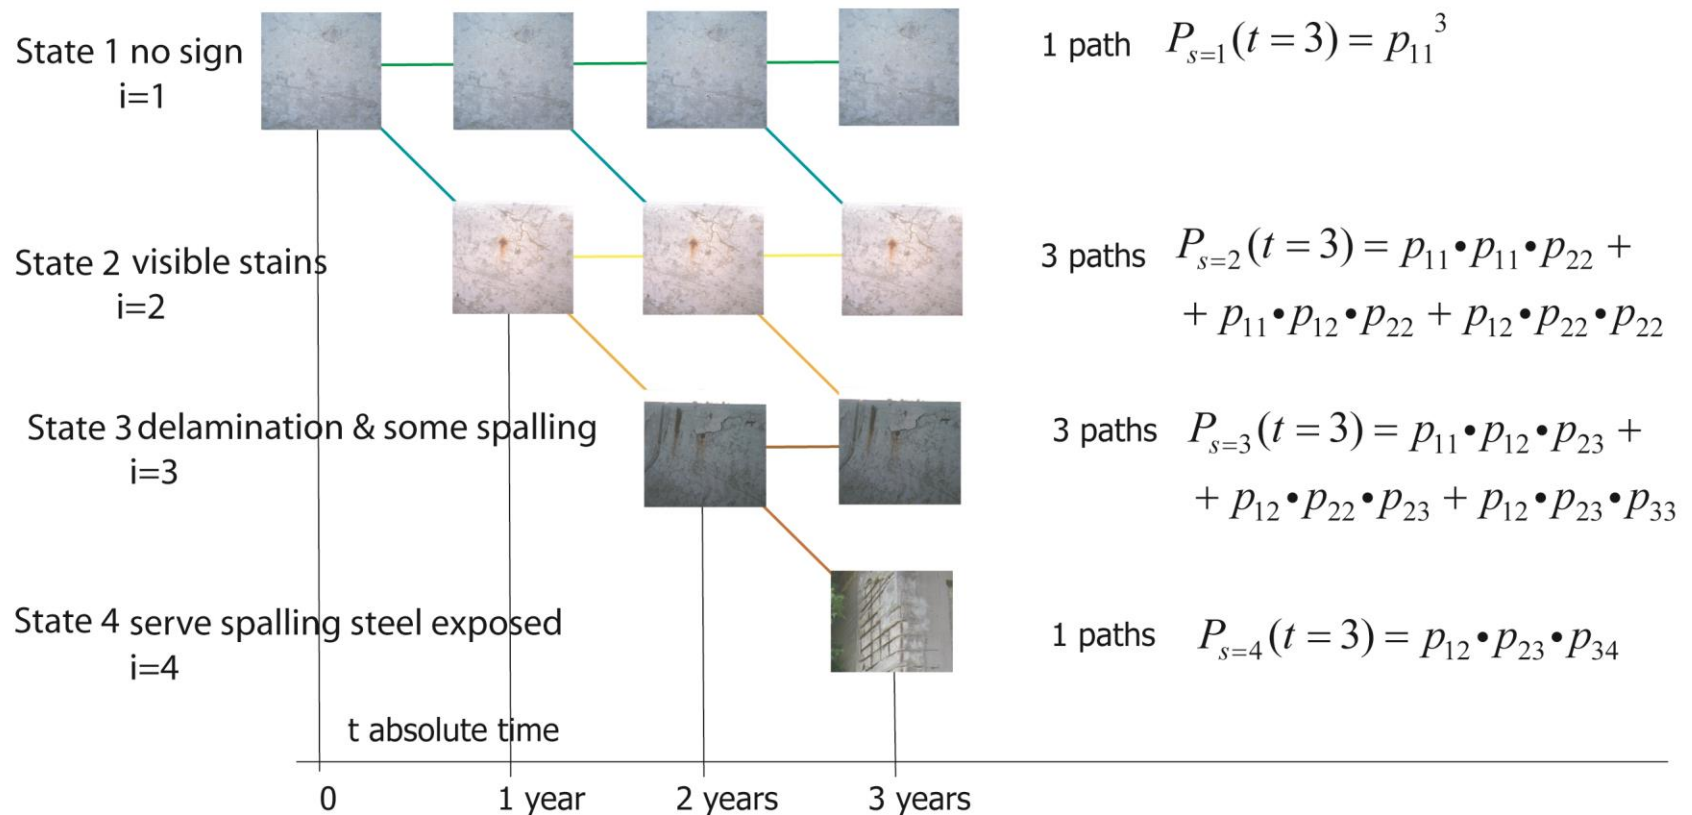 State 1 no sign
i=1
1 path P_{s=1}(t = 3) = p_{11}^3
State 2 visible stains
i=2
3 paths P_{s=2}(t = 3) = p_{11}•p_{11}•p_{22} +
+ p_{11}•p_{12}•p_{22} + p_{12}•p_{22}•p_{22}
State 3 delamination & some spalling
i=3
3 paths P_{s=3}(t = 3) = p_{11}•p_{12}•p_{23} +
+ p_{12}•p_{22}•p_{23} + p_{12}•p_{23}•p_{33}
State 4 serve spalling steel exposed
i=4
1 paths P_{s=4}(t = 3) = p_{12}•p_{23}•p_{34}
t absolute time
0 1 year 2 years 3 years